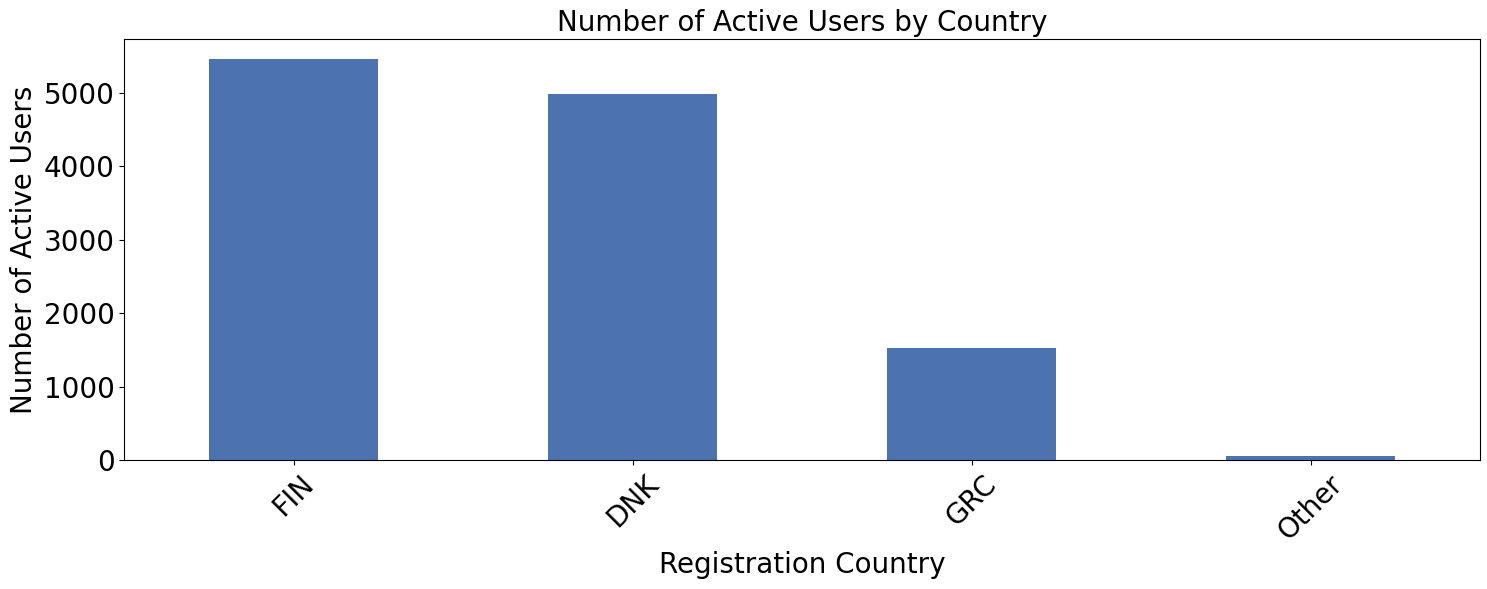 Number of Active Users by Country
Number of Active Users
5000
4000
3000
2000
1000
0
FIN
DNK
GRC
Other
Registration Country